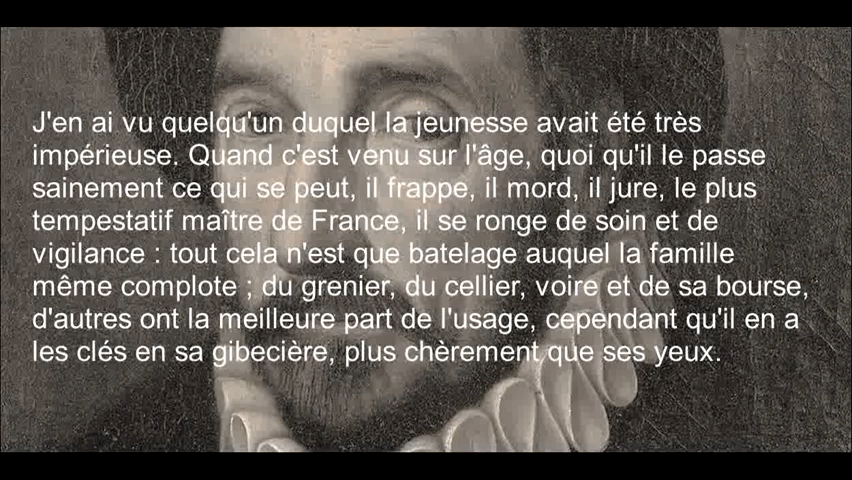 J'en ai vu quelqu'un duquel la jeunesse avait été très
impérieuse. Quand c'est venu sur l'âge, quoi qu'il le passe
sainement ce qui se peut, il frappe, il mord, il jure, le plus
tempestatif maître de France, il se ronge de soin et de
vigilance : tout cela n'est que batelage auquel la famille
même complote ; du grenier, du cellier, voire et de sa bourse,
d'autres ont la meilleure part de l'usage, cependant qu'il en a
les clés en sa gibecière, plus chèrement que ses yeux.